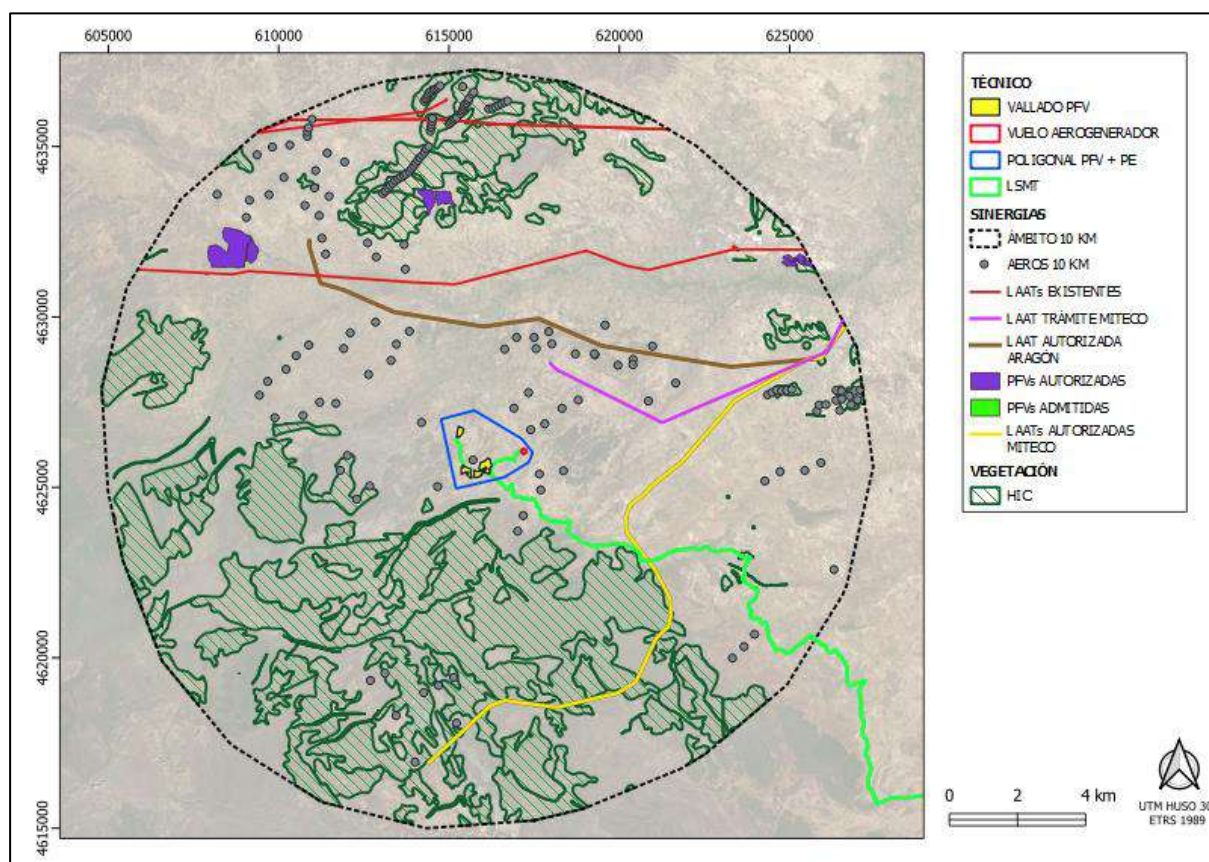 605000 610000 615000 620000 625000
4635000
4630000
4625000
4620000
4615000
TÉCNICO
VALLADO PFV
VUELO AEROGENERADOR
POLIGONAL PFV + PE
LSMT
SINERGIAS
ÁMBITO 10 KM
AEROS 10 KM
LAATs EXISTENTES
LAAT TRÁMITE MITECO
LAAT AUTORIZADA
ARAGÓN
PFVs AUTORIZADAS
PFVs ADMITIDAS
LAATs AUTORIZADAS
MITECO
VEGETACIÓN
HIC
0 2 4 km
UTM HUSO 30
ETRS 1989